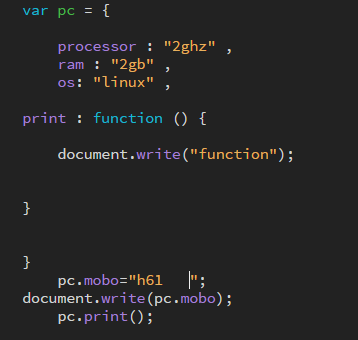 var pc = {
processor : "2ghz" ,
ram : "2gb" ,
os: "linux" ,
print : function () {
document.write("function");
}
}
pc.mobo="h61   ";
document.write(pc.mobo);
pc.print();